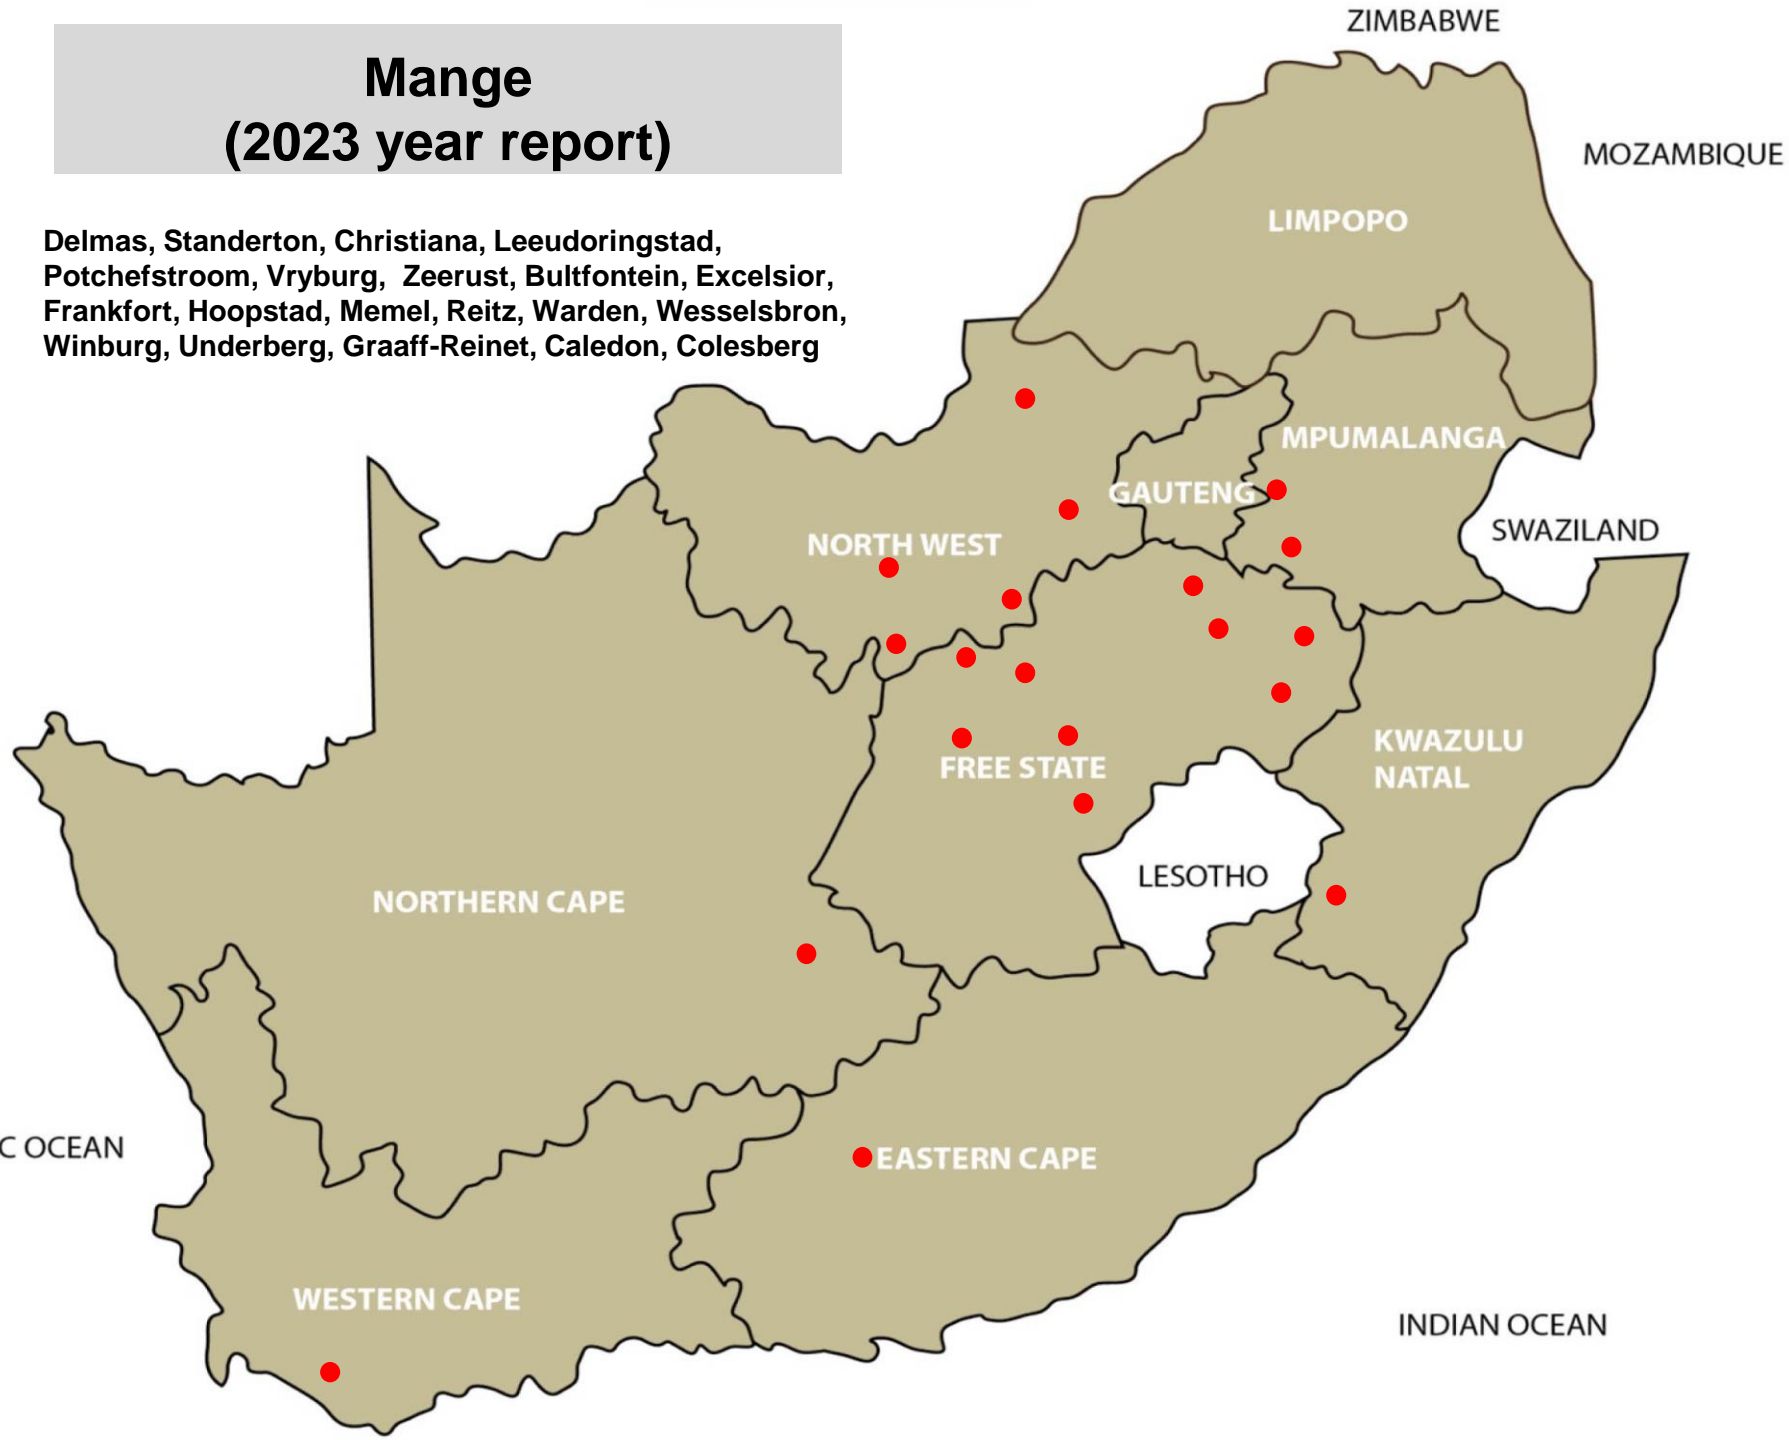 Mange
(2023 year report)
Delmas, Standerton, Christiana, Leeudoringstad,
Potchefstroom, Vryburg, Zeerust, Bultfontein, Excelsior,
Frankfort, Hoopstad, Memel, Reitz, Warden, Wesselsbron,
Winburg, Underberg, Graaff-Reinet, Caledon, Colesberg
ZIMBABWE
MOZAMBIQUE
LIMPOPO
MPUMALANGA
GAUTENG
SWAZILAND
NORTH WEST
KWAZULU
NATAL
FREE STATE
LESOTHO
NORTHERN CAPE
C OCEAN
EASTERN CAPE
WESTERN CAPE
INDIAN OCEAN